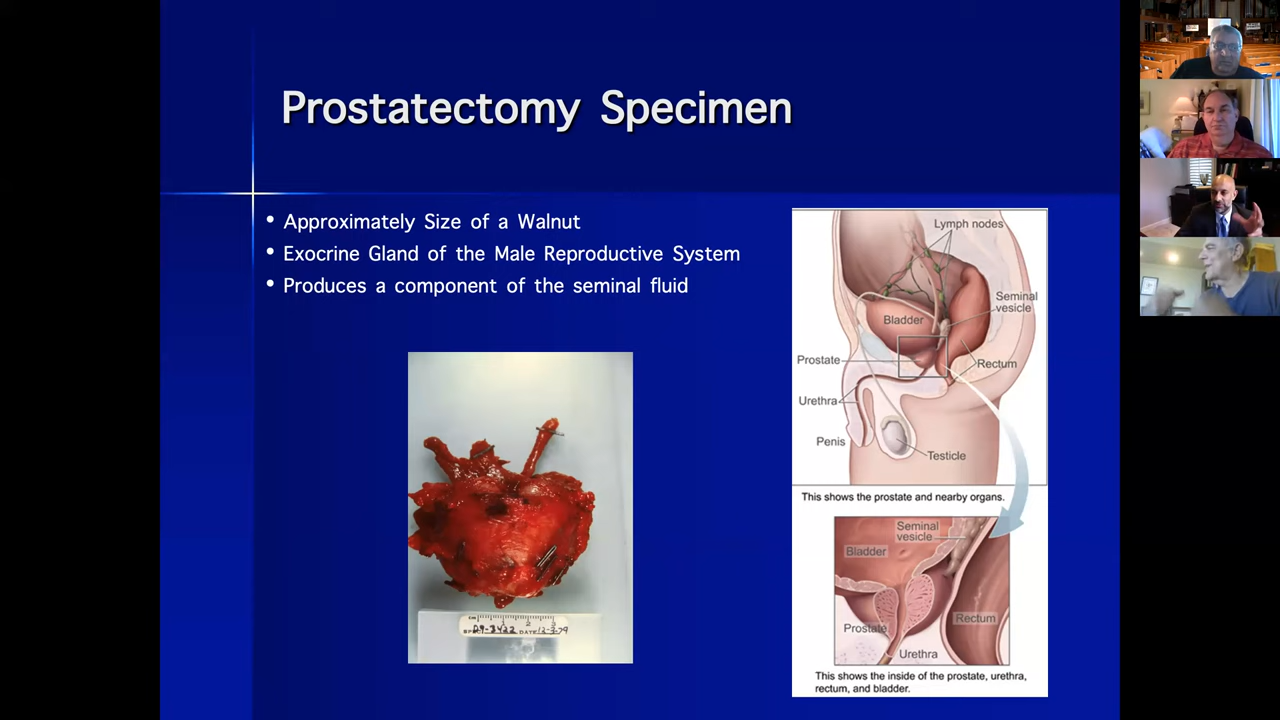 Prostatectomy Specimen
• Approximately Size of a Walnut
• Exocrine Gland of the Male Reproductive System
• Produces a component of the seminal fluid
Lymph nodes
Seminal
vesicle
Bladder
Prostate
Rectum
Urethra
Penis
Testicle
This shows the prostate and nearby organs.
Seminal
vesicle
Bladder
Prostate
Rectum
Urethra
This shows the inside of the prostate, urethra,
rectum, and bladder.
DATE